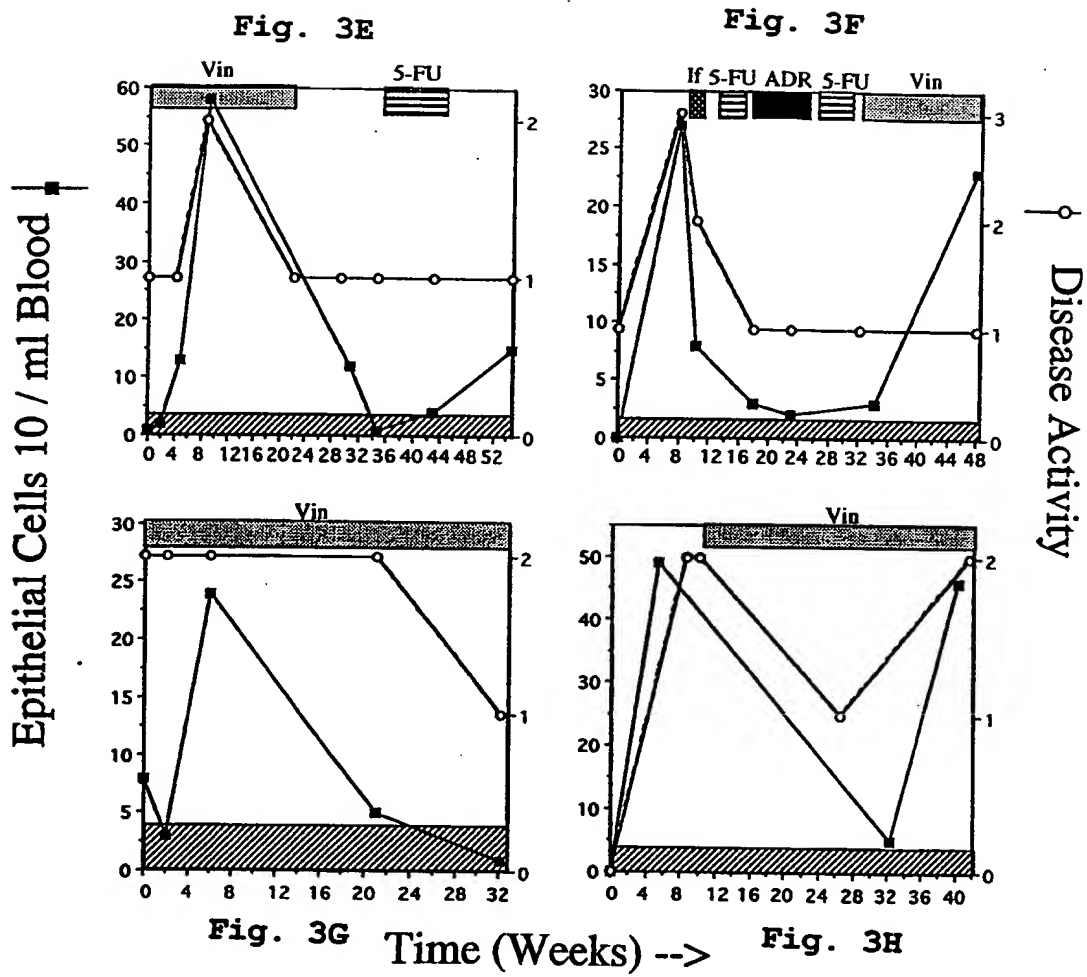 Fig. 3E
Fig. 3F
Vin
5-FU
If 5-FU ADR 5-FU Vin
60
50
40
30
20
10
0
2
1
0
0 4 8 12 16 20 24 28 32 36 40 44 48 52
30
25
20
15
10
5
0
3
2
1
0
0 4 8 12 16 20 24 28 32 36 40 44 48
Epithelial Cells 10 / ml Blood
Disease Activity
Vin
30
25
20
15
10
5
0
2
1
0
0 4 8 12 16 20 24 28 32
Vin
50
40
30
20
10
0
2
1
0
0 4 8 12 16 20 24 28 32 36 40
Fig. 3G
Time (Weeks) -->
Fig. 3H